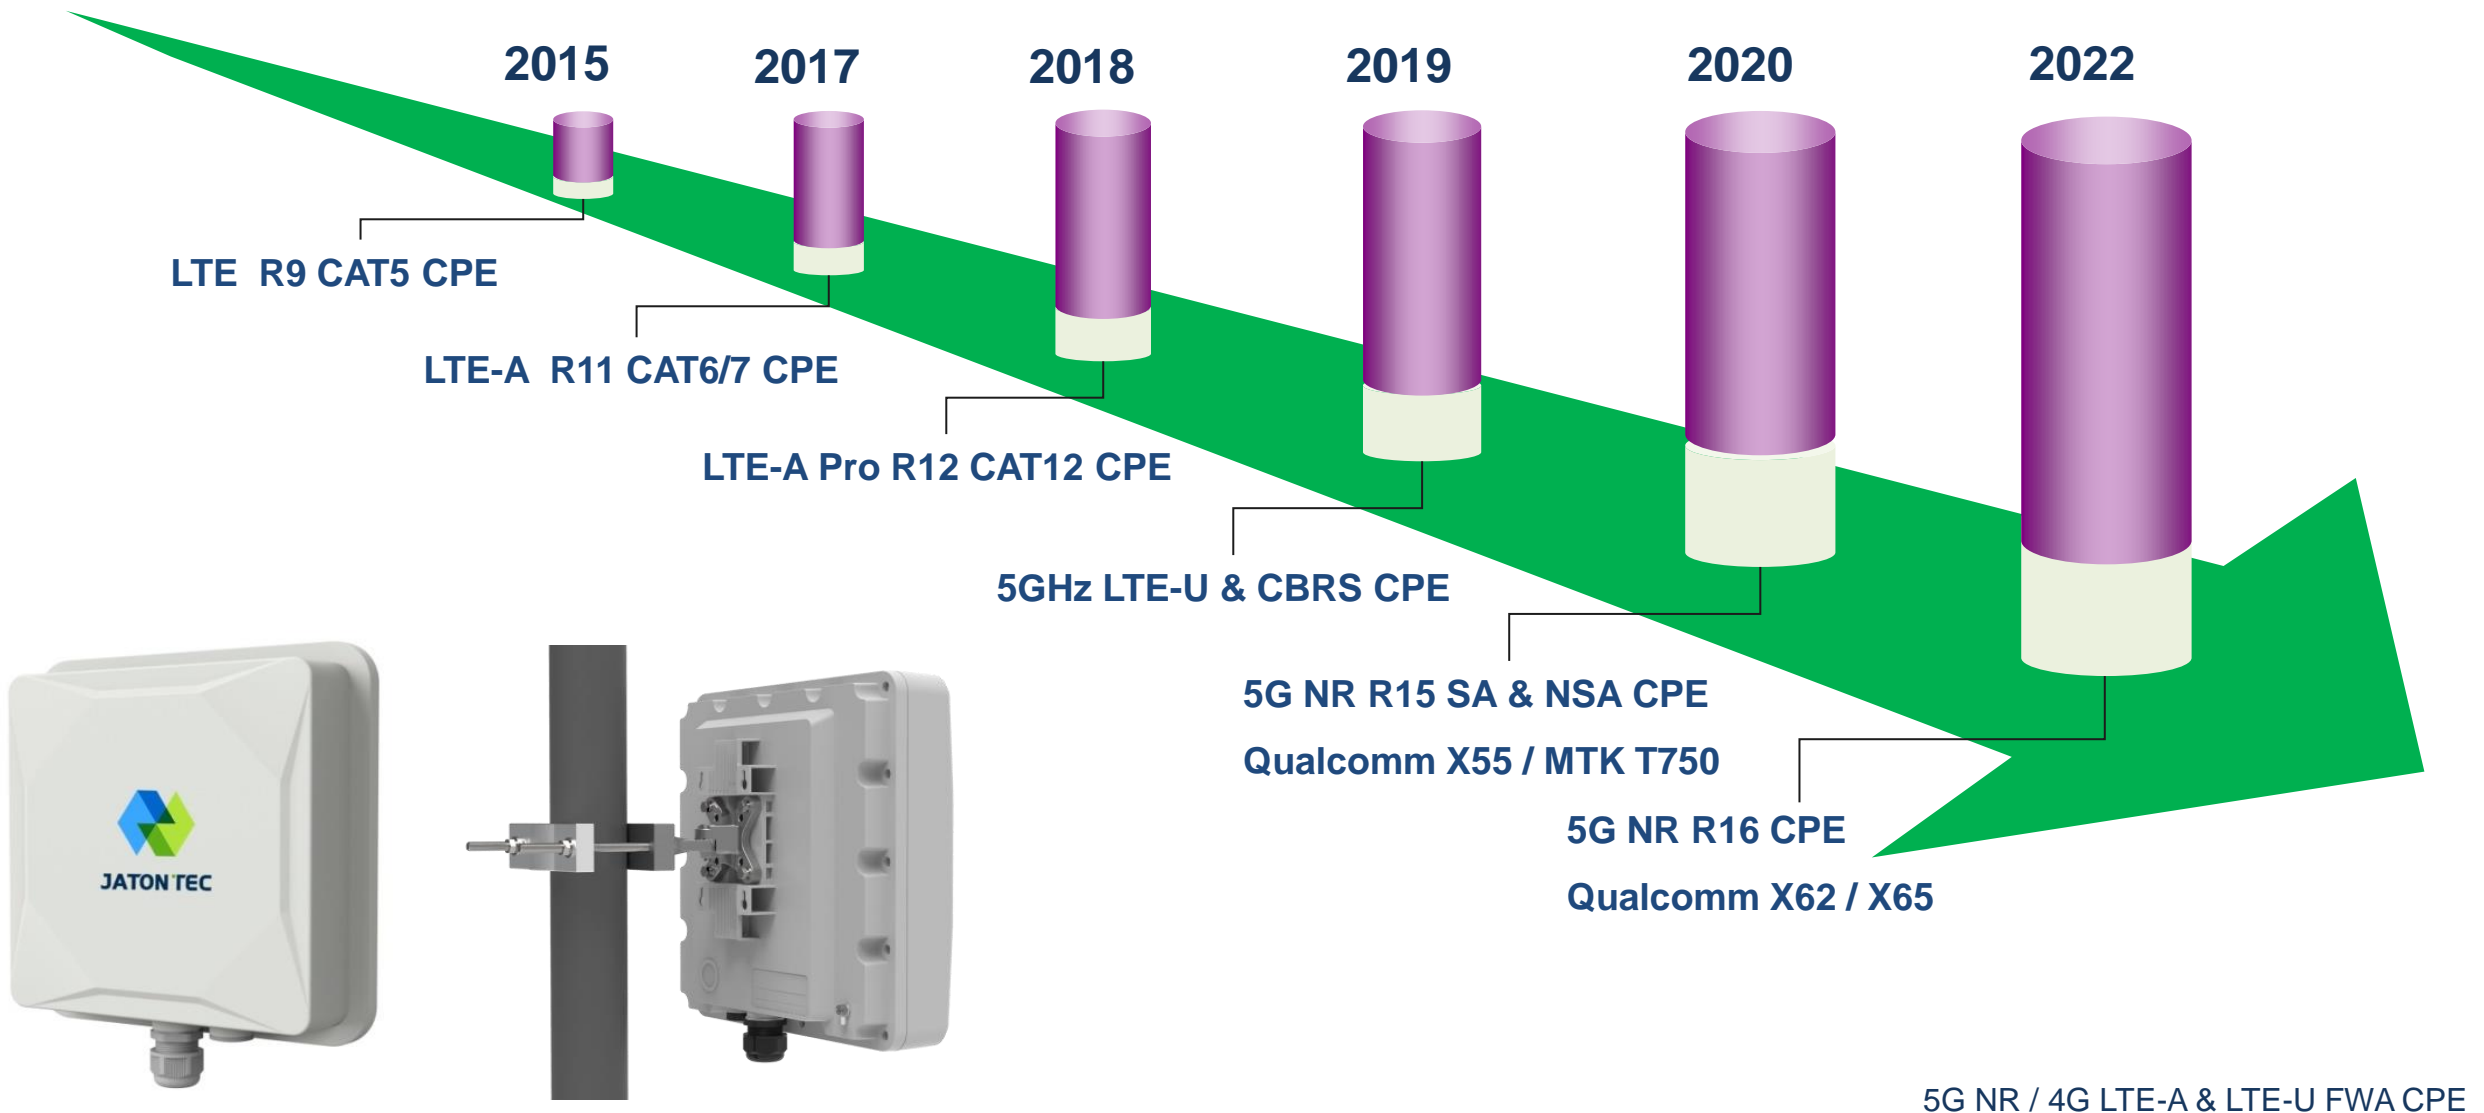 2015
2017
2018
2019
2020
2022
LTE R9 CAT5 CPE
LTE-A R11 CAT6/7 CPE
LTE-A Pro R12 CAT12 CPE
5GHz LTE-U & CBRS CPE
5G NR R15 SA & NSA CPE
Qualcomm X55 / MTK T750
5G NR R16 CPE
Qualcomm X62 / X65
JATONTEC
5G NR / 4G LTE-A & LTE-U FWA CPE